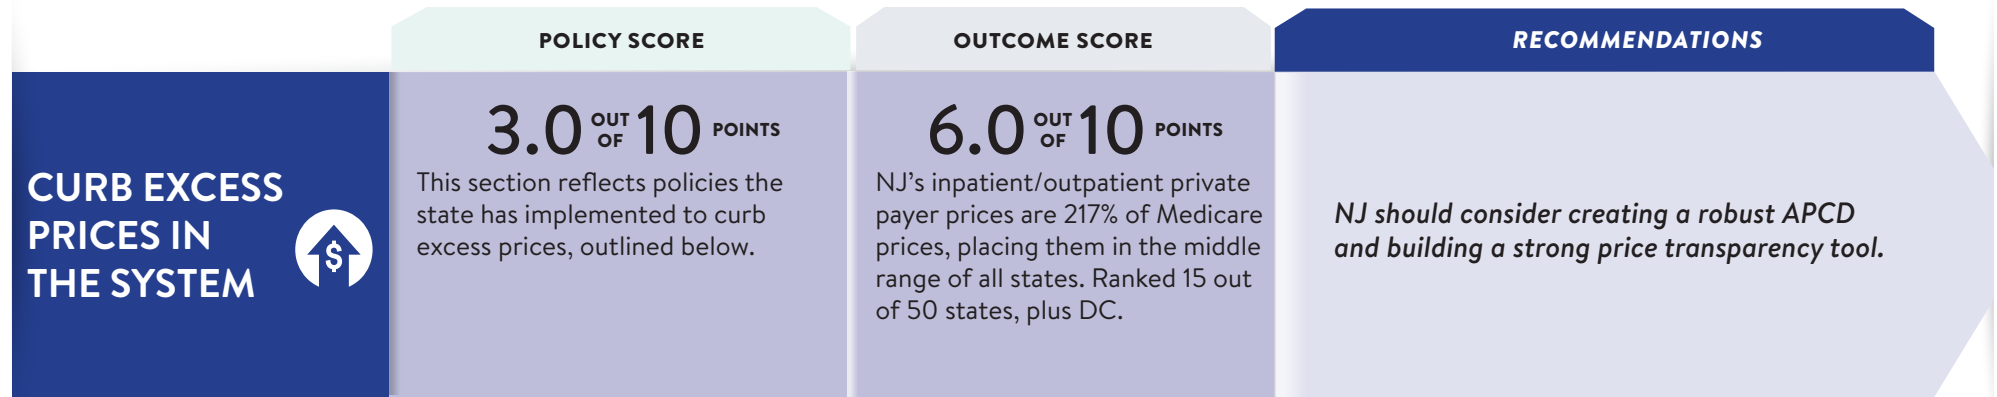 POLICY SCORE
OUTCOME SCORE
RECOMMENDATIONS
CURB EXCESS
PRICES IN
THE SYSTEM
$
3.0 OUT OF 10 POINTS
This section reflects policies the
state has implemented to curb
excess prices, outlined below.
6.0 OUT OF 10 POINTS
NJ's inpatient/outpatient private
payer prices are 217% of Medicare
prices, placing them in the middle
range of all states. Ranked 15 out
of 50 states, plus DC.
NJ should consider creating a robust APCD
and building a strong price transparency tool.